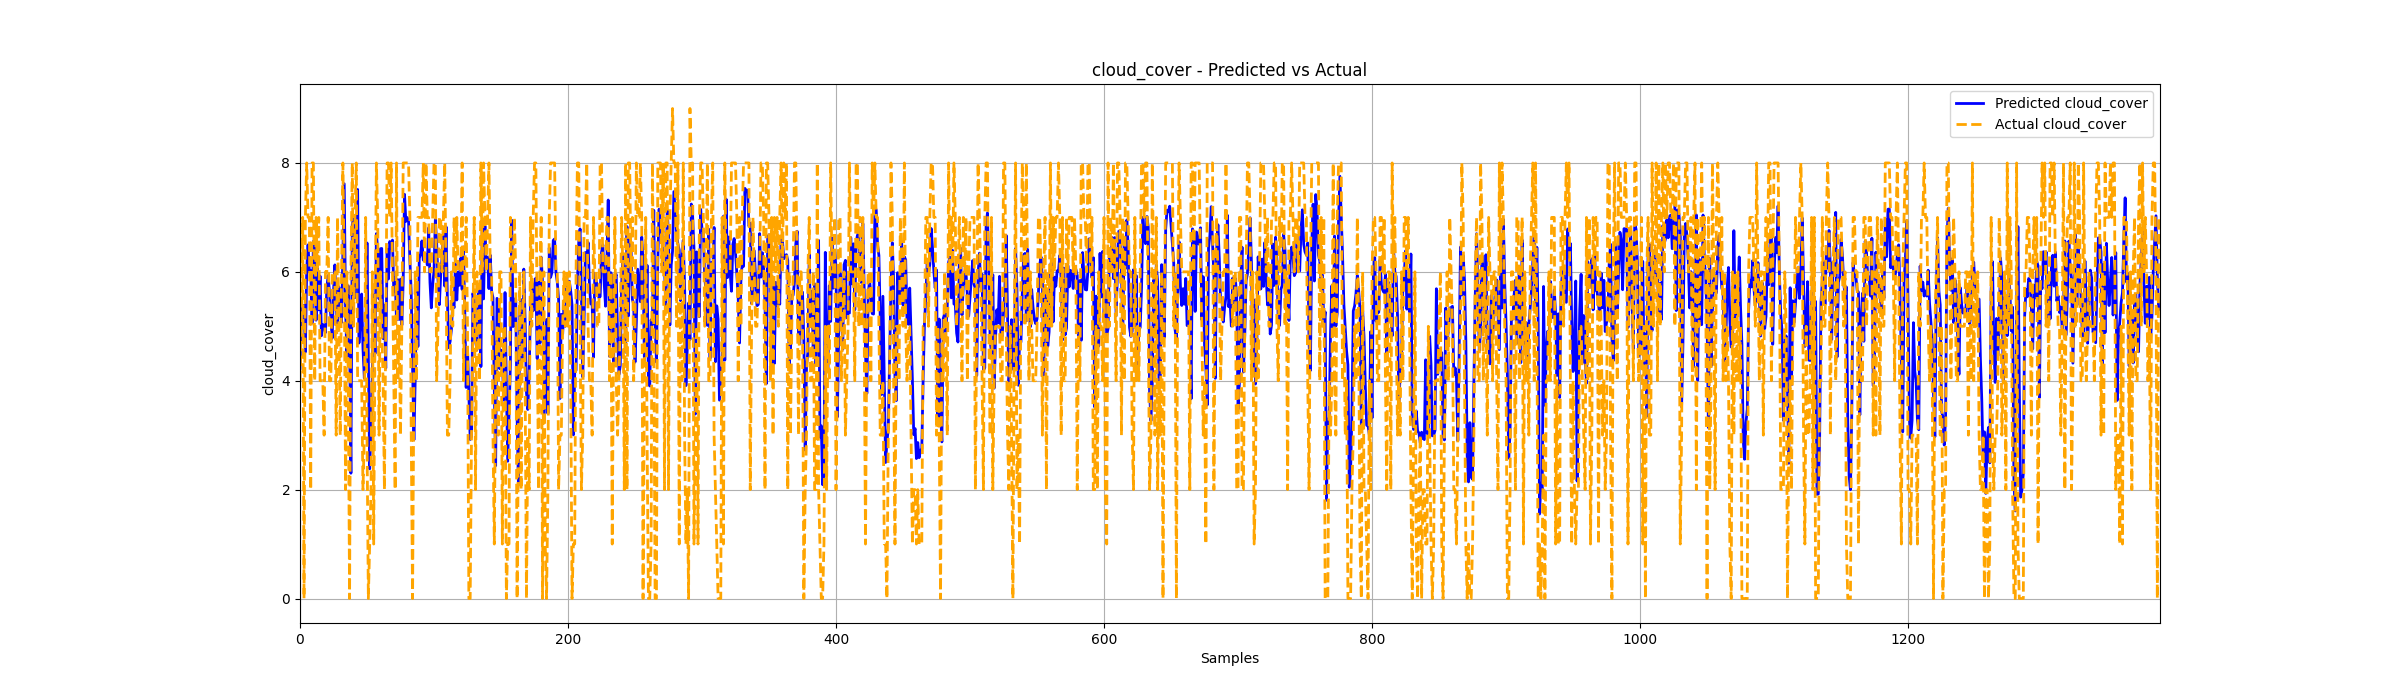 cloud_cover - Predicted vs Actual
Predicted cloud_cover
Actual cloud_cover
cloud_cover
8
6
4
2
0
0 200 400 600 800 1000 1200
Samples